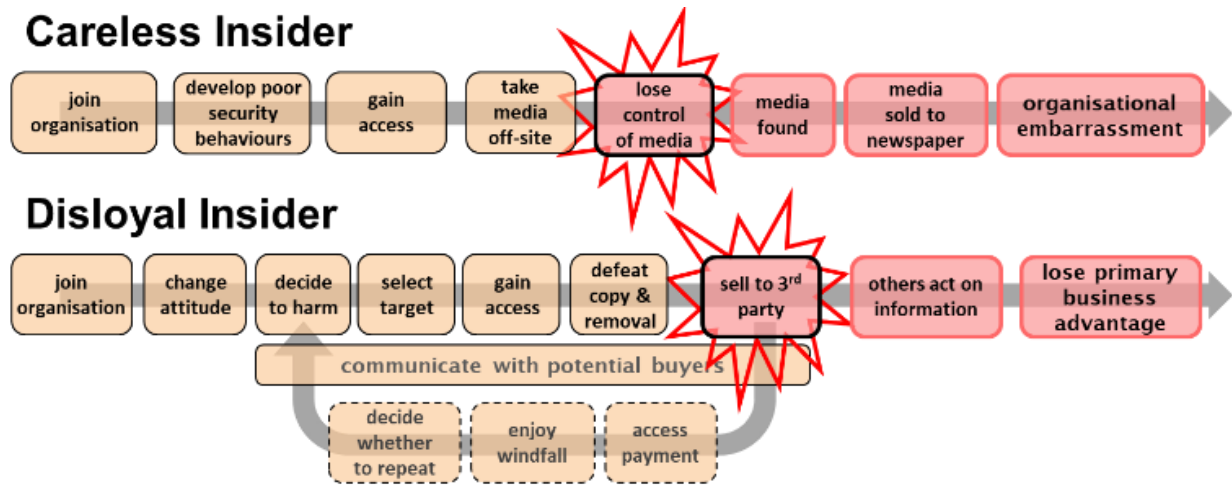 Careless Insider
join
organisation
develop poor
security
behaviours
gain
access
take
media
off-site
lose
control
of media
media
found
media
sold to
newspaper
organisational
embarrassment
Disloyal Insider
join
organisation
change
attitude
decide
to harm
select
target
gain
access
defeat
copy &
removal
sell to 3rd
party
others act on
information
lose primary
business
advantage
communicate with potential buyers
decide
whether
to repeat
enjoy
windfall
access
payment